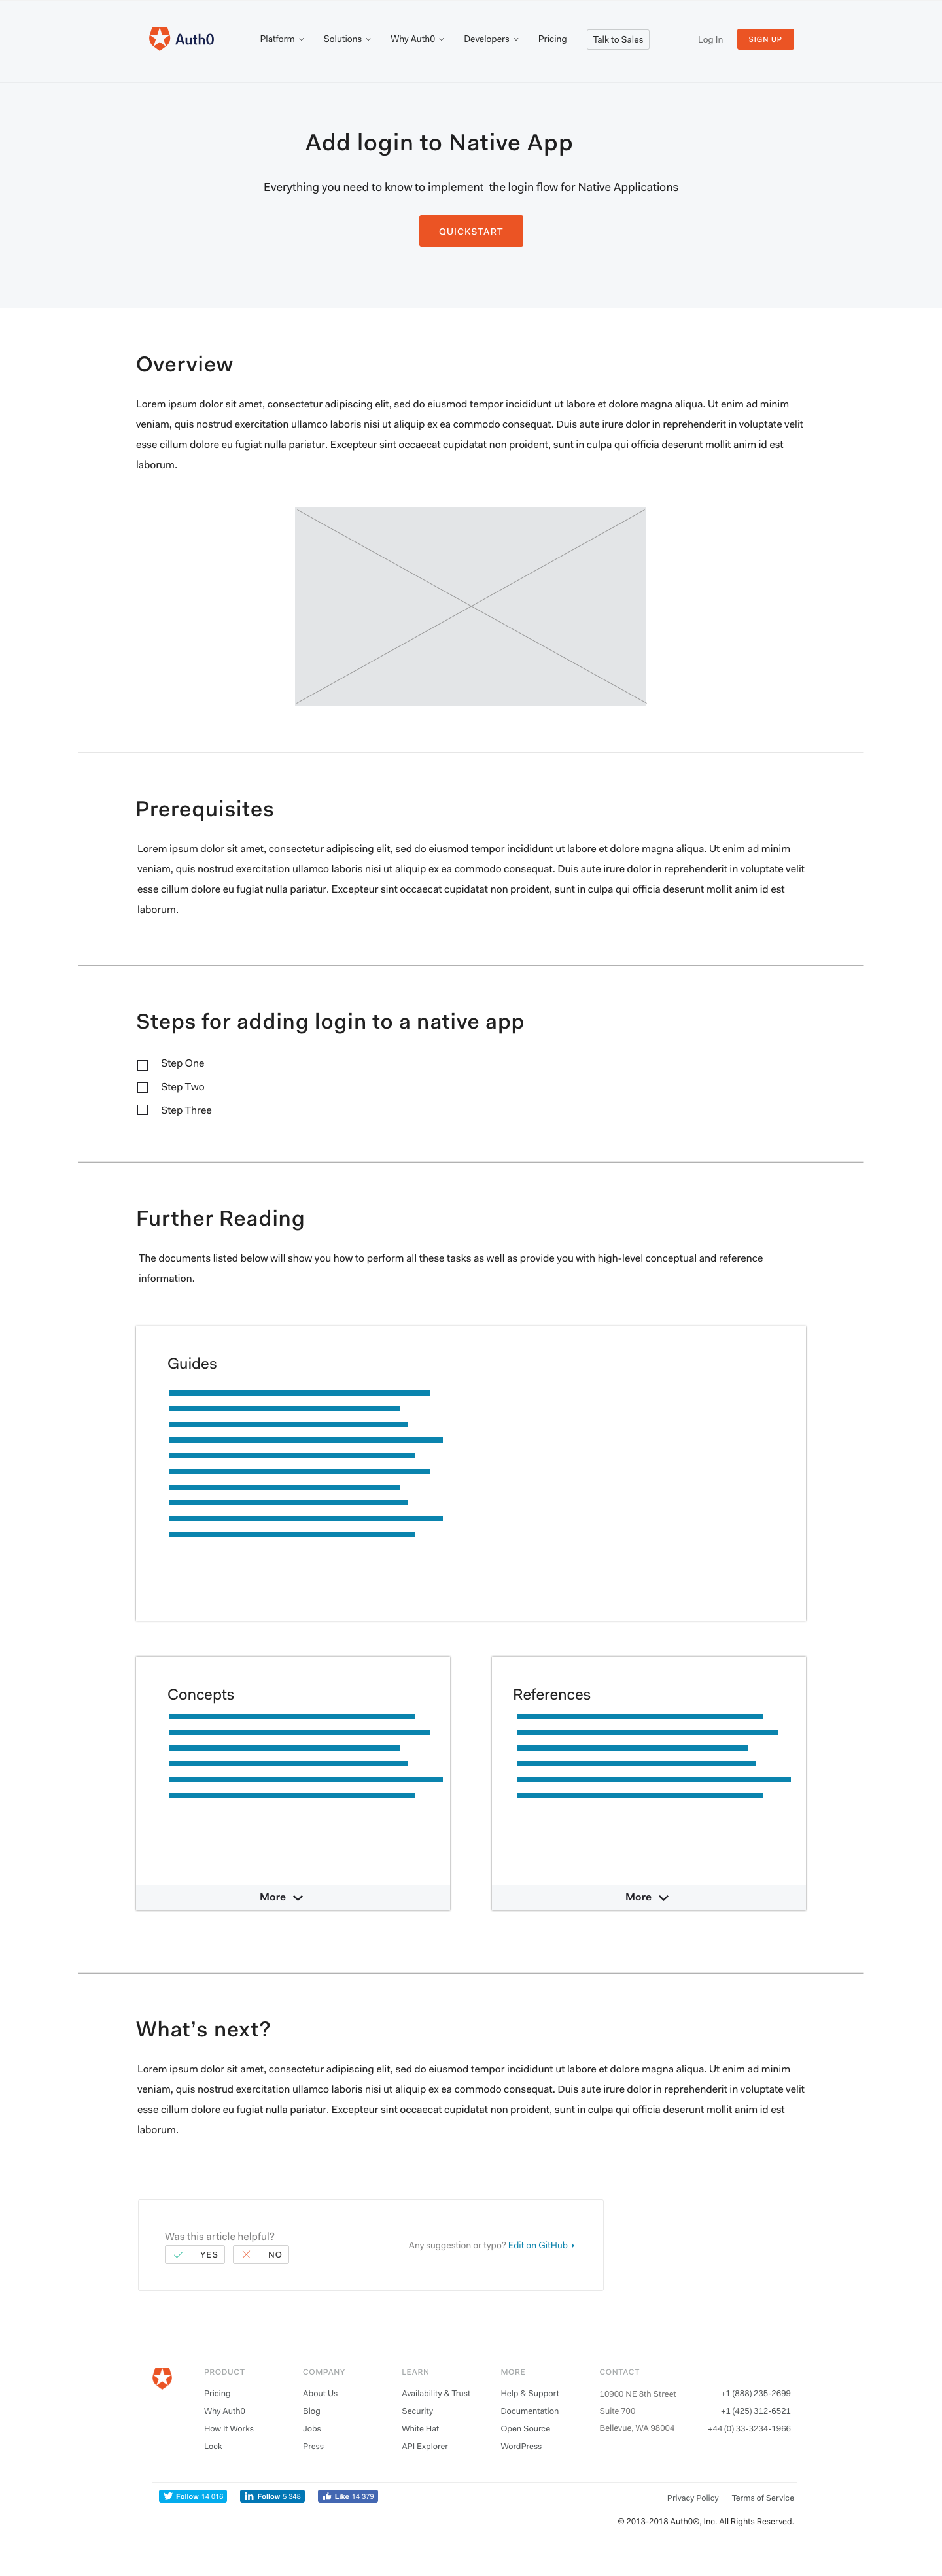 Auth0
Platform Solutions Why Auth0 Developers Pricing Talk to Sales Log In SIGN UP
Add login to Native App
Everything you need to know to implement the login flow for Native Applications
QUICKSTART
Overview
Lorem ipsum dolor sit amet, consectetur adipiscing elit, sed do eiusmod tempor incididunt ut labore et dolore magna aliqua. Ut enim ad minim
veniam, quis nostrud exercitation ullamco laboris nisi ut aliquip ex ea commodo consequat. Duis aute irure dolor in reprehenderit in voluptate velit
esse cillum dolore eu fugiat nulla pariatur. Excepteur sint occaecat cupidatat non proident, sunt in culpa qui officia deserunt mollit anim id est
laborum.
Prerequisites
Lorem ipsum dolor sit amet, consectetur adipiscing elit, sed do eiusmod tempor incididunt ut labore et dolore magna aliqua. Ut enim ad minim
veniam, quis nostrud exercitation ullamco laboris nisi ut aliquip ex ea commodo consequat. Duis aute irure dolor in reprehenderit in voluptate velit
esse cillum dolore eu fugiat nulla pariatur. Excepteur sint occaecat cupidatat non proident, sunt in culpa qui officia deserunt mollit anim id est
laborum.
Steps for adding login to a native app
Step One
Step Two
Step Three
Further Reading
The documents listed below will show you how to perform all these tasks as well as provide you with high-level conceptual and reference
information.
Guides
Concepts
More
References
More
What's next?
Lorem ipsum dolor sit amet, consectetur adipiscing elit, sed do eiusmod tempor incididunt ut labore et dolore magna aliqua. Ut enim ad minim
veniam, quis nostrud exercitation ullamco laboris nisi ut aliquip ex ea commodo consequat. Duis aute irure dolor in reprehenderit in voluptate velit
esse cillum dolore eu fugiat nulla pariatur. Excepteur sint occaecat cupidatat non proident, sunt in culpa qui officia deserunt mollit anim id est
laborum.
Was this article helpful?
YES NO
Any suggestion or typo? Edit on GitHub
PRODUCT
Pricing
Why Auth0
How It Works
Lock
COMPANY
About Us
Blog
Jobs
Press
LEARN
Availability & Trust
Security
White Hat
API Explorer
MORE
Help & Support
Documentation
Open Source
WordPress
CONTACT
10900 NE 8th Street
Suite 700
Bellevue, WA 98004
+1 (888) 235-2699
+1 (425) 312-6521
+44 (0) 33-3234-1966
Follow 14 016
Follow 5 348
Like 14 379
Privacy Policy Terms of Service
© 2013-2018 Auth0®, Inc. All Rights Reserved.